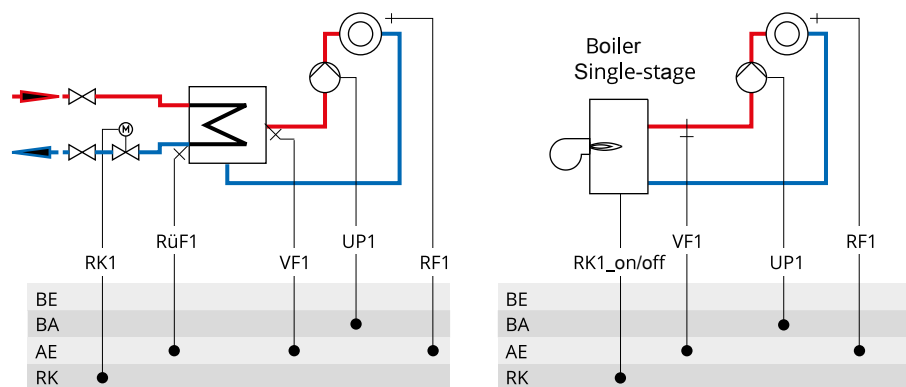 M
RüF1
UP1
RK1
VF1
RF1
BE
BA
AE
RK
Boiler
Single-stage
VF1
RF1
RK1_on/off
UP1
BE
BA
AE
RK